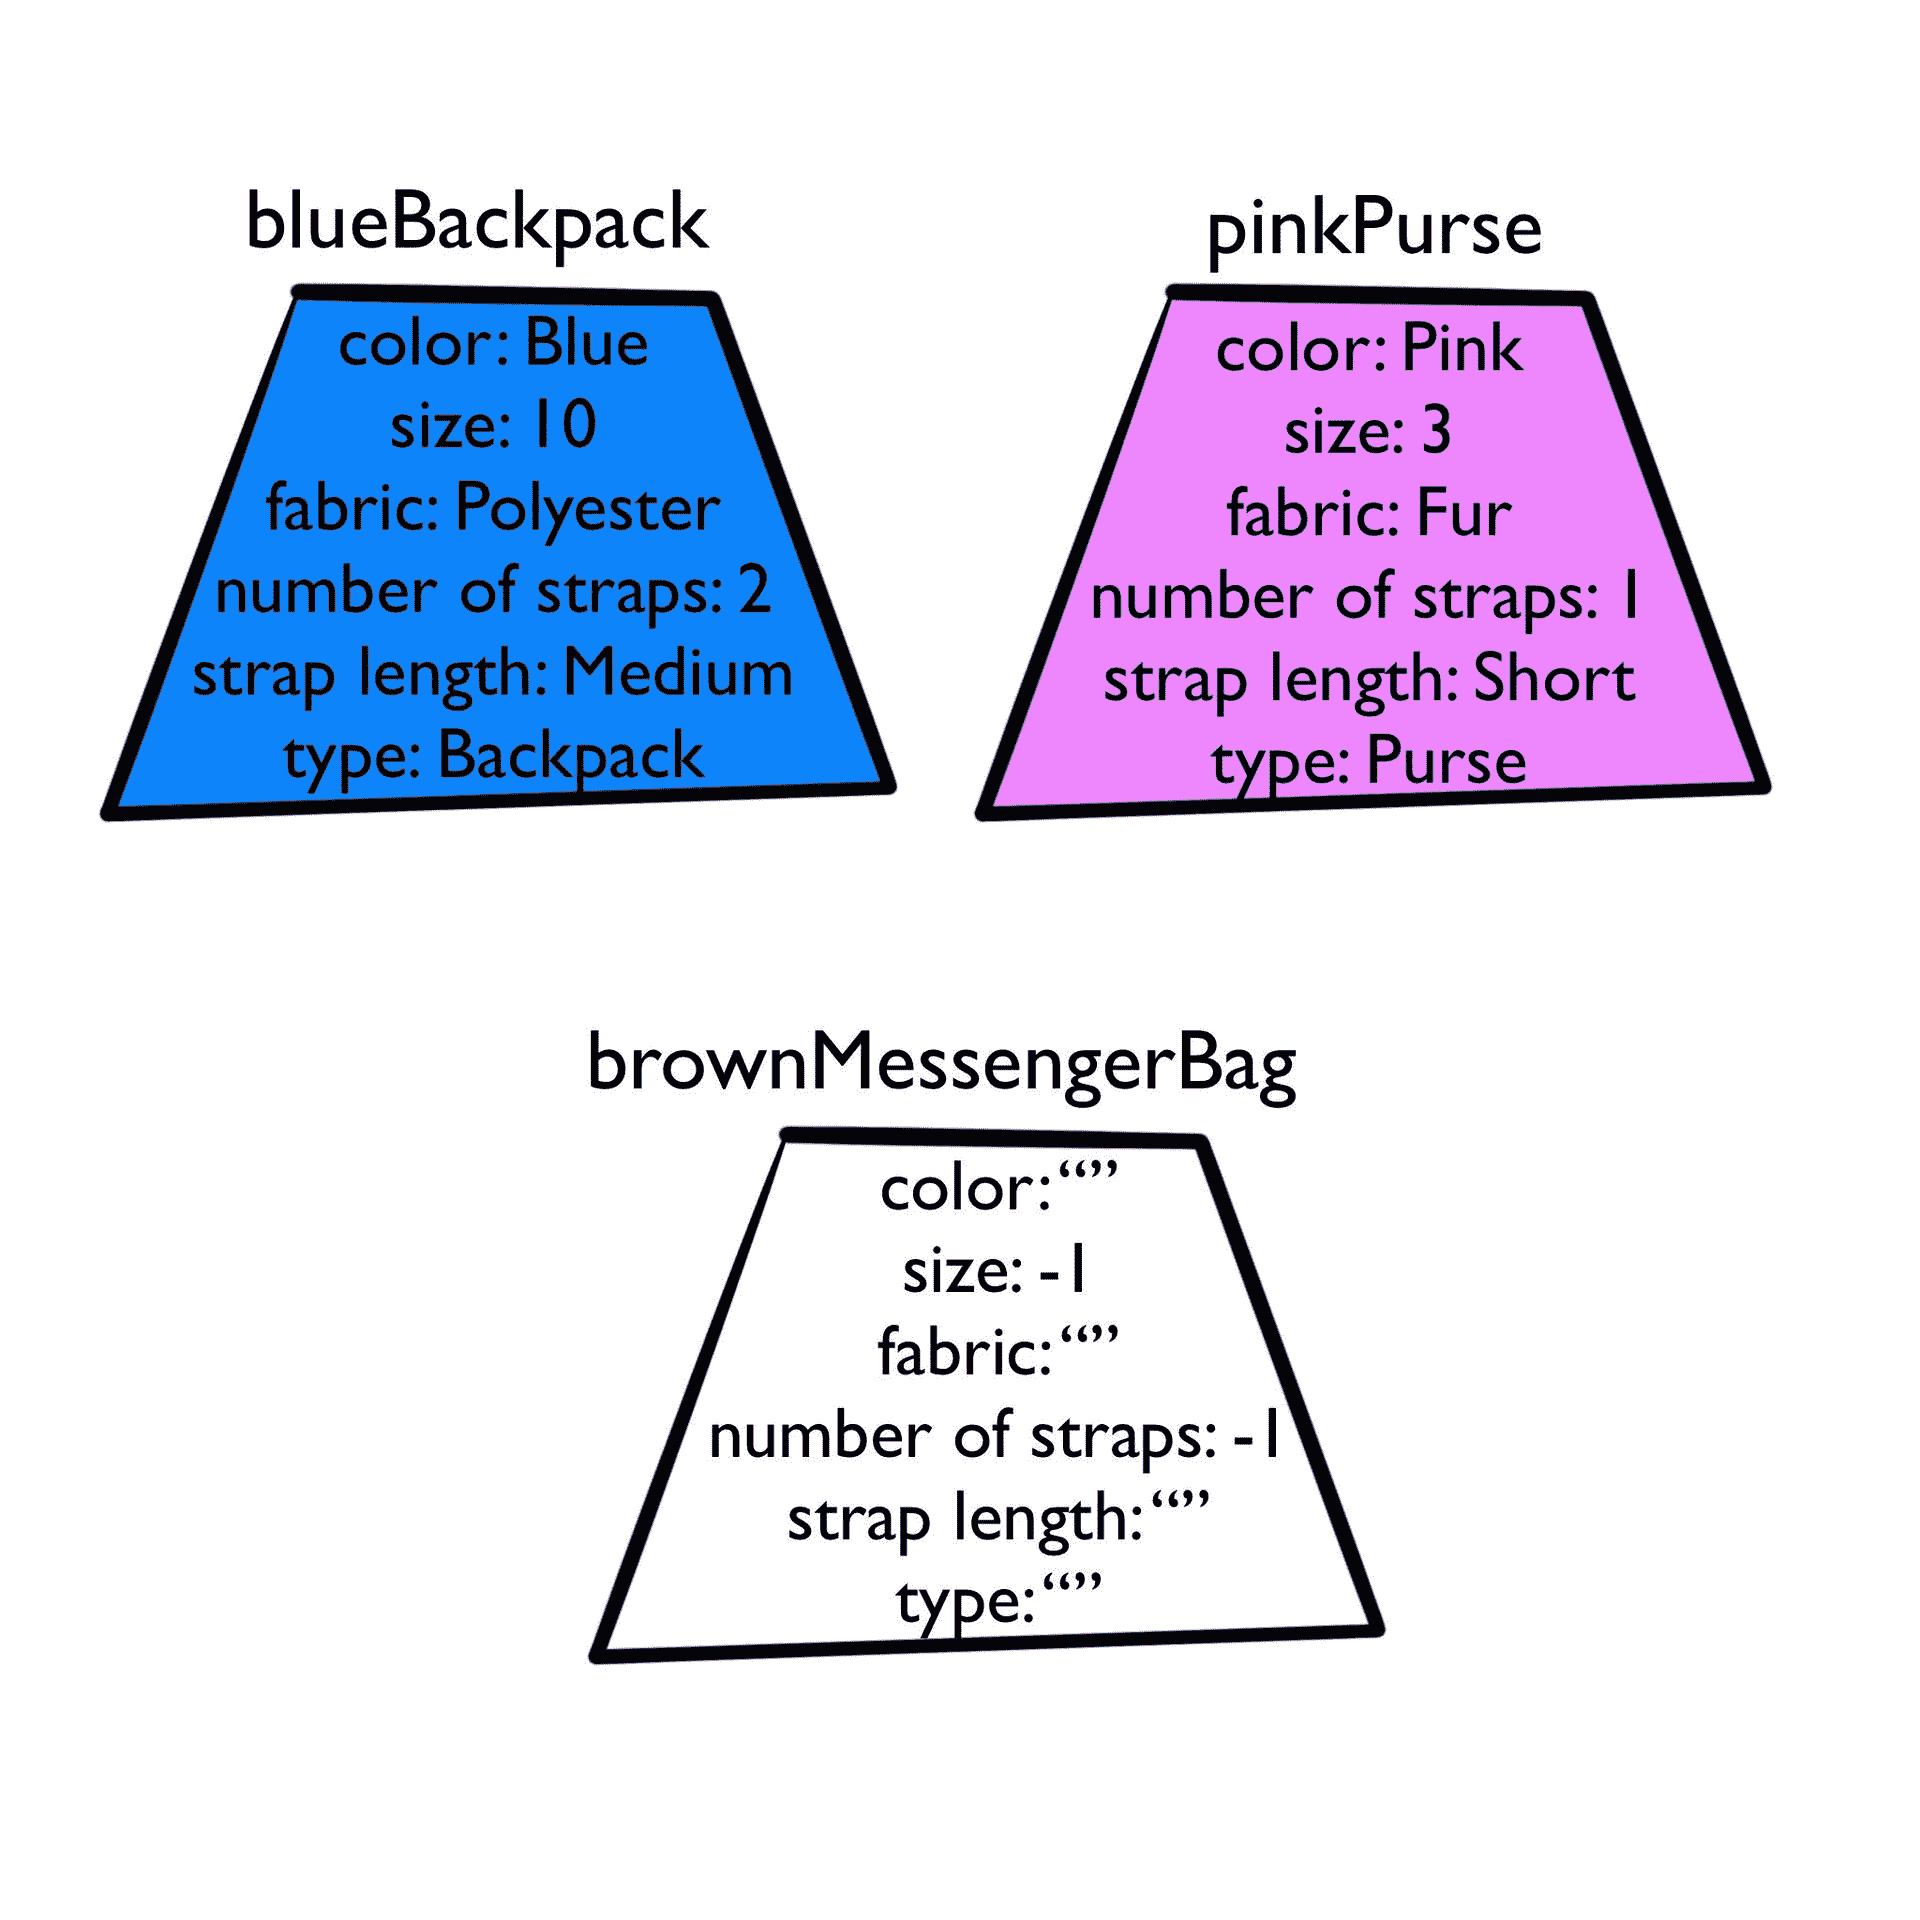 blueBackpack
color: Blue
size: 10
fabric: Polyester
number of straps: 2
strap length: Medium
type: Backpack
pinkPurse
color: Pink
size: 3
fabric: Fur
number of straps: 1
strap length: Short
type: Purse
brownMessengerBag
color:“”
size: -1
fabric:“”
number of straps: -1
strap length:“”
type:“”